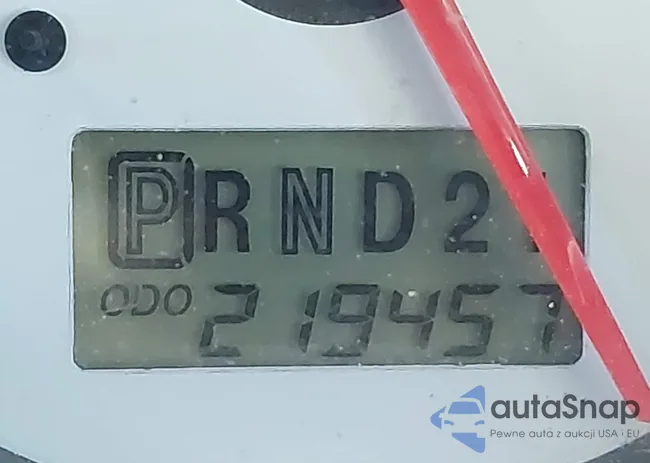 PRND2
ODO 219457
autaSnap
Pewne auta z aukcji USA i EU